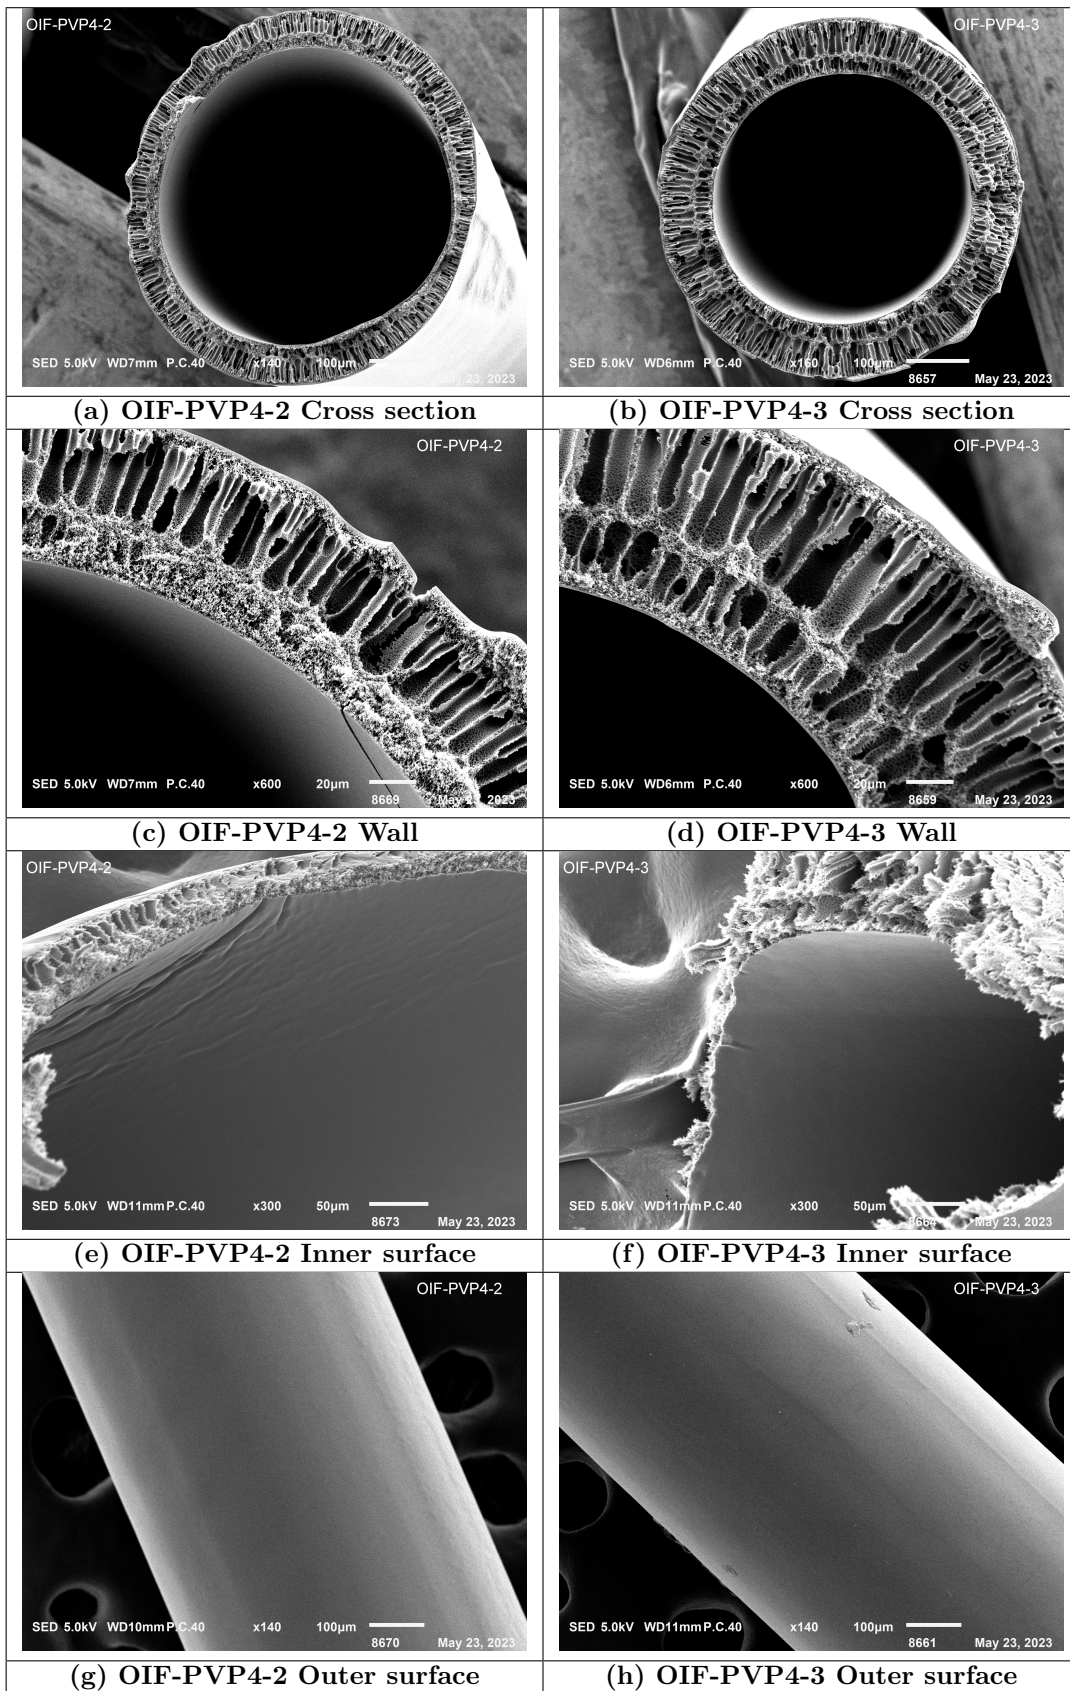 OIF-PVP4-2
SED 5.0kV WD7mm P.C.40 x140 100µm
23, 2023
(a) OIF-PVP4-2 Cross section
OIF-PVP4-3
SED 5.0kV WD6mm P.C.40 x160 100µm
8657 May 23, 2023
(b) OIF-PVP4-3 Cross section
OIF-PVP4-2
SED 5.0kV WD7mm P.C.40 x600 20µm
8669 May 23, 2023
(c) OIF-PVP4-2 Wall
OIF-PVP4-3
SED 5.0kV WD6mm P.C.40 x600 20µm
8659 May 23, 2023
(d) OIF-PVP4-3 Wall
OIF-PVP4-2
SED 5.0kV WD11mm P.C.40 x300 50µm
8673 May 23, 2023
(e) OIF-PVP4-2 Inner surface
OIF-PVP4-3
SED 5.0kV WD11mm P.C.40 x300 50µm
8664 May 23, 2023
(f) OIF-PVP4-3 Inner surface
OIF-PVP4-2
SED 5.0kV WD10mm P.C.40 x140 100µm
8670 May 23, 2023
(g) OIF-PVP4-2 Outer surface
OIF-PVP4-3
SED 5.0kV WD11mm P.C.40 x140 100µm
8661 May 23, 2023
(h) OIF-PVP4-3 Outer surface